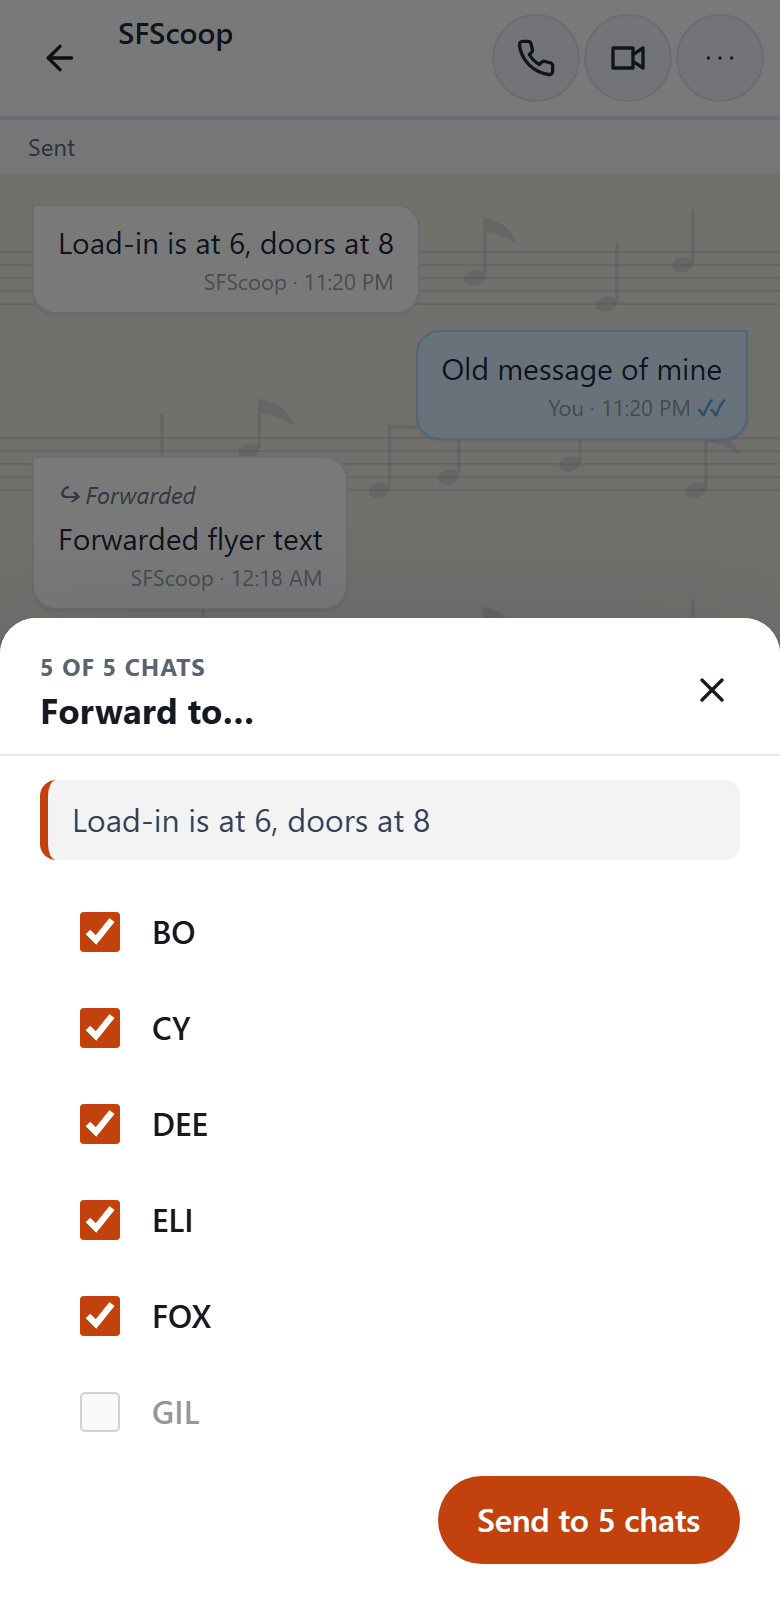 SFScoop
Sent
Load-in is at 6, doors at 8
SFScoop · 11:20 PM
Old message of mine
You · 11:20 PM
Forwarded
Forwarded flyer text
SFScoop · 12:18 AM
5 OF 5 CHATS
Forward to...
Load-in is at 6, doors at 8
BO
CY
DEE
ELI
FOX
GIL
Send to 5 chats